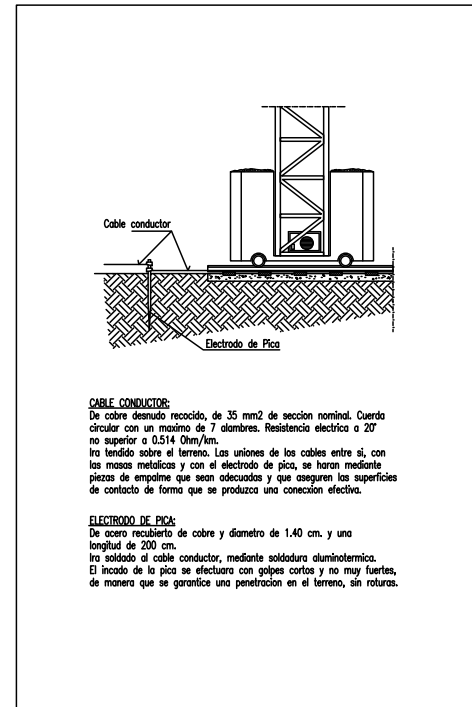 Cable conductor
Electrodo de Pica
CABLE CONDUCTOR:
De cobre desnudo recocido, de 35 mm2 de seccion nominal. Cuerda
circular con un maximo de 7 alambres. Resistencia electrica a 20°
no superior a 0.514 Ohm/km.
Ira tendido sobre el terreno. Las uniones de los cables entre si, con
las masas metalicas y con el electrodo de pica, se haran mediante
piezas de empalme que sean adecuadas y que aseguren las superficies
de contacto de forma que se produzca una conecxion efectiva.
ELECTRODO DE PICA:
De acero recubierto de cobre y diametro de 1.40 cm. y una
longitud de 200 cm.
Ira soldado al cable conductor, mediante soldadura aluminotermica.
El incado de la pica se efectuara con golpes cortos y no muy fuertes,
de manera que se garantice una penetracion en el terreno, sin roturas.